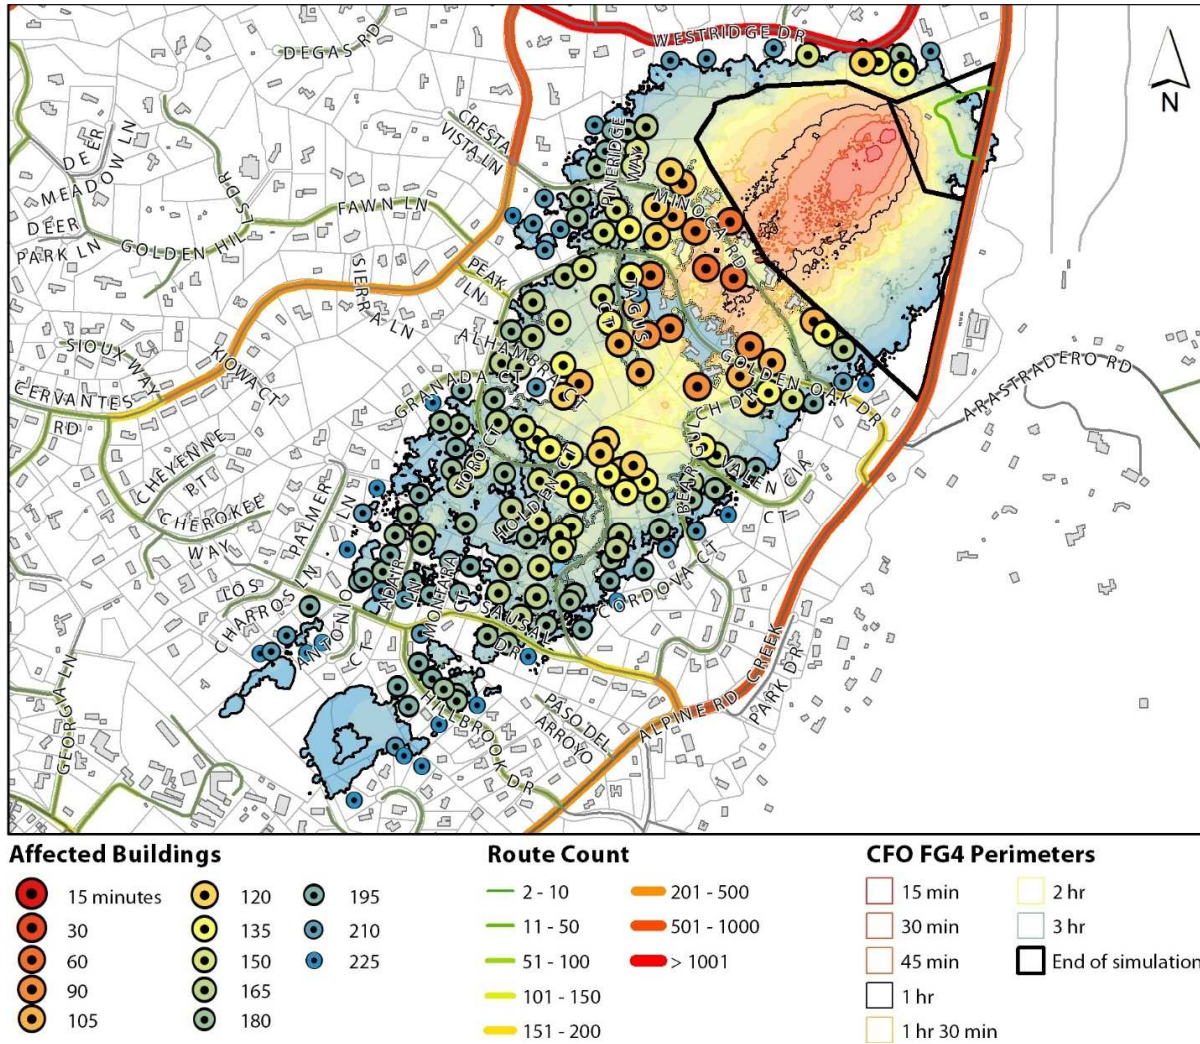 WESTRIDGE DR
DEGAS RD
N
CRESTA
VISTA LN
PINERIDGE
WAY
DEER
MEADOW LN
MEADOW
DEER
PARK LN
GOLDEN HILLS DR
FAWN LN
MINOCA RD
SIERRA LN
PEAK
LN
TAGUS
CT
ALHAMBRA
CT
GOLDEN OAK DR
SIOUX WAY
KIOWA CT
GRANADA CT
ARASTRADERO RD
CERVANTES
RD
GULCH DR
BEAR
CHEYENNE
PT
TORO CT
HOLDEN CT
VALENCIA
CT
CHEROKEE
WAY
PALMER
LN
LOS
CHARROS LN
ADAIR
LN
MONTARA
CT
SAUSAL
DR
CORDOVA CT
ANTONIO
CT
ALPINE RD
CREEK
PARK DR
GEORGIA LN
HILLBROOK DR
PASO DEL
ARROYO
Affected Buildings
15 minutes
30
60
90
105
120
135
150
165
180
195
210
225
Route Count
2 - 10
11 - 50
51 - 100
101 - 150
151 - 200
201 - 500
501 - 1000
> 1001
CFO FG4 Perimeters
15 min
30 min
45 min
1 hr
1 hr 30 min
2 hr
3 hr
End of simulation